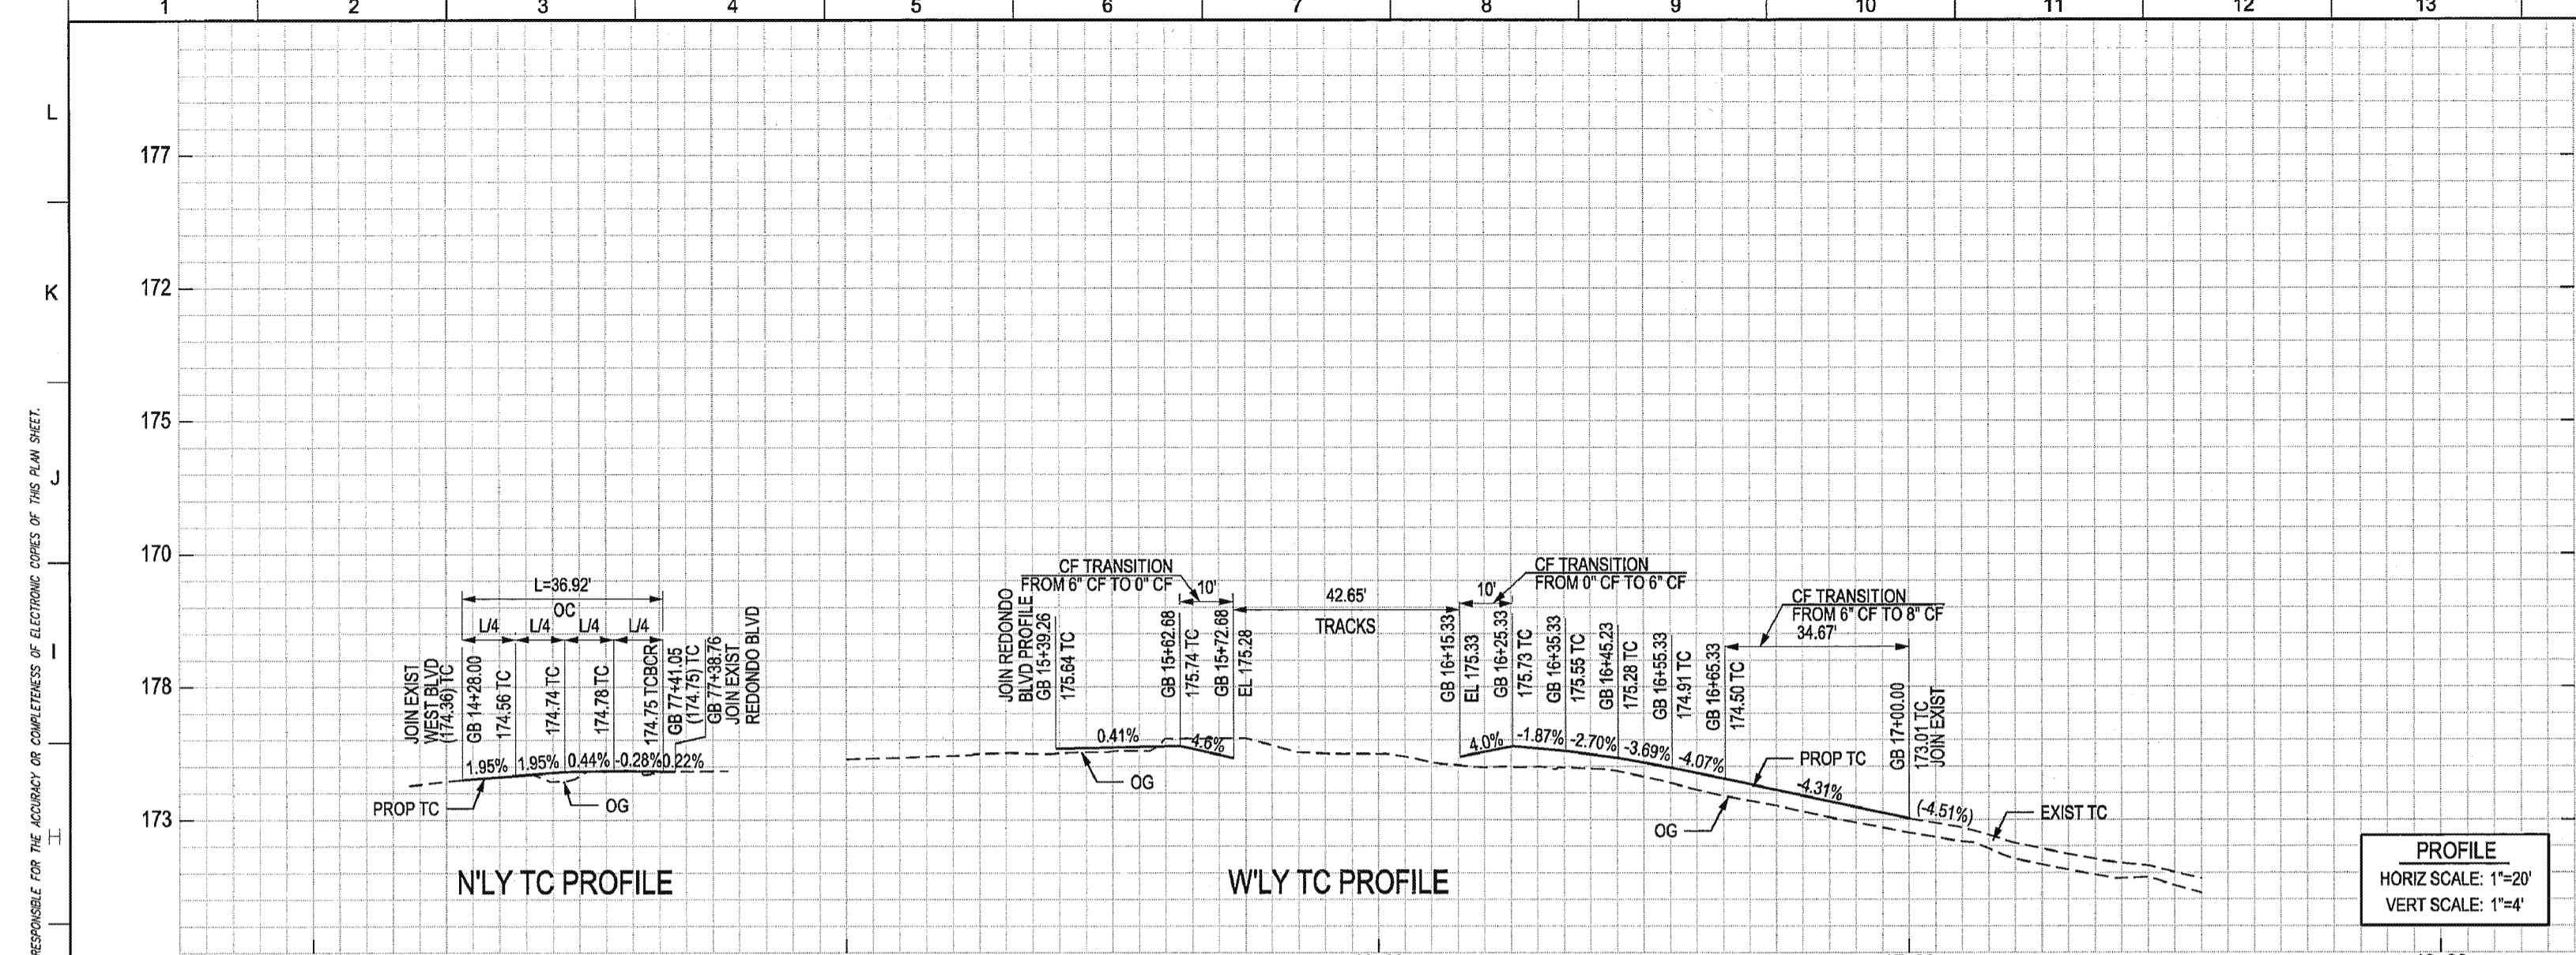 1 2 3 4 5 6 7 8 9 10 11 12 13
L
K
J
I
H
RESPONSIBLE FOR THE ACCURACY OR COMPLETENESS OF ELECTRONIC COPIES OF THIS PLAN SHEET.
177
172
175
170
178
173
L=36.92'
OC
L/4 L/4 L/4 L/4
JOIN EXIST
WEST BLVD
(174.36) TC
GB 14+28.00
174.56 TC
174.74 TC
174.78 TC
174.75 TCBCR
GB 77+41.05
(174.75) TC
GB 77+38.76
JOIN EXIST
REDONDO BLVD
1.95% 1.95% 0.44% -0.28% 0.22%
PROP TC
OG
N'LY TC PROFILE
JOIN REDONDO
BLVD PROFILE
GB 15+39.26
175.64 TC
CF TRANSITION
FROM 6" CF TO 0" CF
10'
GB 15+62.68
175.74 TC
GB 15+72.68
EL 175.28
0.41%
-4.6%
OG
42.65'
TRACKS
CF TRANSITION
FROM 0" CF TO 6" CF
10'
GB 16+15.33
EL 175.33
GB 16+25.33
175.73 TC
GB 16+35.33
175.55 TC
GB 16+45.23
175.28 TC
GB 16+55.33
174.91 TC
GB 16+65.33
174.50 TC
CF TRANSITION
FROM 6" CF TO 8" CF
34.67'
GB 17+00.00
173.01 TC
JOIN EXIST
4.0% -1.87% -2.70% -3.69% -4.07%
-4.31%
(-4.51%)
PROP TC
OG
EXIST TC
W'LY TC PROFILE
PROFILE
HORIZ SCALE: 1"=20'
VERT SCALE: 1"=4'